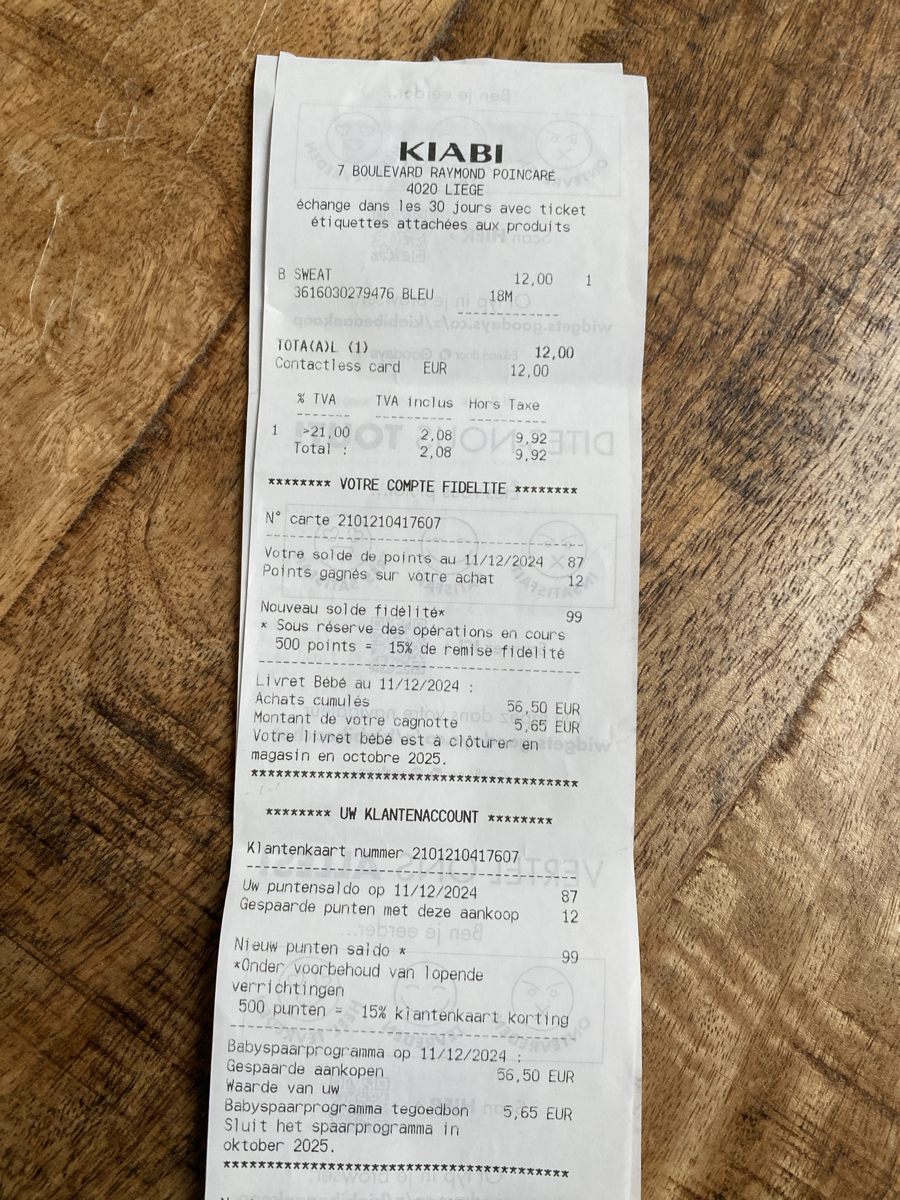 KIABI
7 BOULEVARD RAYMOND POINCARE
4020 LIEGE
échange dans les 30 jours avec ticket
étiquettes attachées aux produits
B SWEAT 12,00 1
3616030279476 BLEU 18M
TOTA(A)L (1) 12,00
Contactless card EUR 12,00
% TVA TVA inclus Hors Taxe
1 >21,00 2,08 9,92
Total : 2,08 9,92
******** VOTRE COMPTE FIDELITE ********
N° carte 2101210417607
Votre solde de points au 11/12/2024 87
Points gagnés sur votre achat 12
Nouveau solde fidélité* 99
* Sous réserve des opérations en cours
500 points = 15% de remise fidélité
Livret Bébé au 11/12/2024 :
Achats cumulés 56,50 EUR
Montant de votre cagnotte 5,65 EUR
Votre livret bébé est à clôturer en
magasin en octobre 2025.
****************************************
******** UW KLANTENACCOUNT ********
Klantenkaart nummer 2101210417607
Uw puntensaldo op 11/12/2024 87
Gespaarde punten met deze aankoop 12
Nieuw punten saldo * 99
*Onder voorbehoud van lopende
verrichtingen
500 punten = 15% klantenkaart korting
Babyspaarprogramma op 11/12/2024 :
Gespaarde aankopen 56,50 EUR
Waarde van uw
Babyspaarprogramma tegoedbon 5,65 EUR
Sluit het spaarprogramma in
oktober 2025.
****************************************